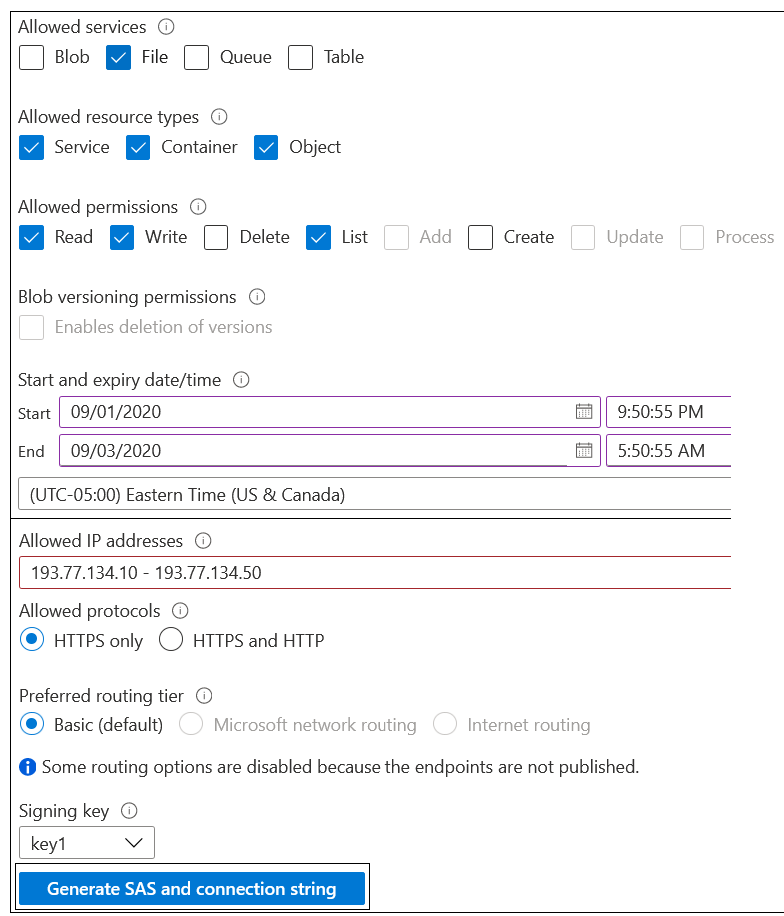 Allowed services
Blob File Queue Table
Allowed resource types
Service Container Object
Allowed permissions
Read Write Delete List Add Create Update Process
Blob versioning permissions
Enables deletion of versions
Start and expiry date/time
Start 09/01/2020 9:50:55 PM
End 09/03/2020 5:50:55 AM
(UTC-05:00) Eastern Time (US & Canada)
Allowed IP addresses
193.77.134.10 - 193.77.134.50
Allowed protocols
HTTPS only HTTPS and HTTP
Preferred routing tier
Basic (default) Microsoft network routing Internet routing
Some routing options are disabled because the endpoints are not published.
Signing key
key1
Generate SAS and connection string